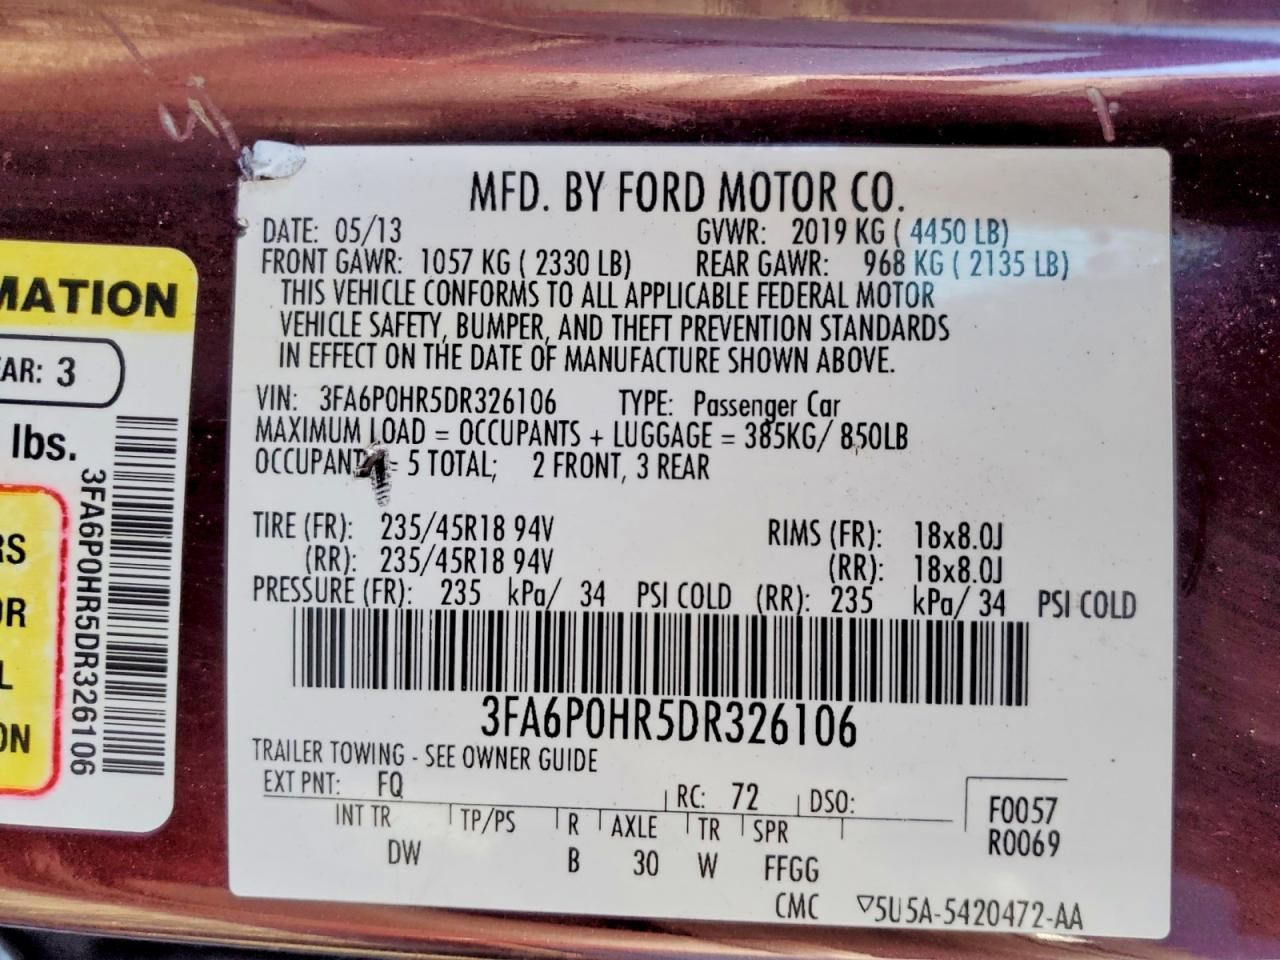 MFD. BY FORD MOTOR CO.
DATE: 05/13 GVWR: 2019 KG ( 4450 LB)
FRONT GAWR: 1057 KG ( 2330 LB) REAR GAWR: 968 KG ( 2135 LB)
THIS VEHICLE CONFORMS TO ALL APPLICABLE FEDERAL MOTOR
VEHICLE SAFETY, BUMPER, AND THEFT PREVENTION STANDARDS
IN EFFECT ON THE DATE OF MANUFACTURE SHOWN ABOVE.
VIN: 3FA6P0HR5DR326106 TYPE: Passenger Car
MAXIMUM LOAD = OCCUPANTS + LUGGAGE = 385KG/ 850LB
OCCUPANT = 5 TOTAL; 2 FRONT, 3 REAR
TIRE (FR): 235/45R18 94V RIMS (FR): 18x8.0J
(RR): 235/45R18 94V (RR): 18x8.0J
PRESSURE (FR): 235 kPa/ 34 PSI COLD (RR): 235 kPa/ 34 PSI COLD
3FA6P0HR5DR326106
TRAILER TOWING - SEE OWNER GUIDE
EXT PNT: FQ RC: 72 DSO:
INT TR TP/PS R AXLE TR SPR
DW B 30 W FFGG
F0057
R0069
CMC ▽5U5A-5420472-AA
MATION
EAR: 3
lbs.
3FA6P0HR5DR326106
RS
OR
L
ON